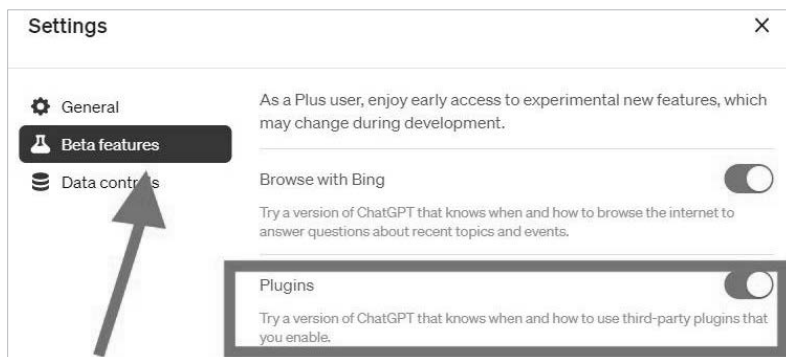 Settings
General
Beta features
Data controls
As a Plus user, enjoy early access to experimental new features, which
may change during development.
Browse with Bing
Try a version of ChatGPT that knows when and how to browse the internet to
answer questions about recent topics and events.
Plugins
Try a version of ChatGPT that knows when and how to use third-party plugins that
you enable.